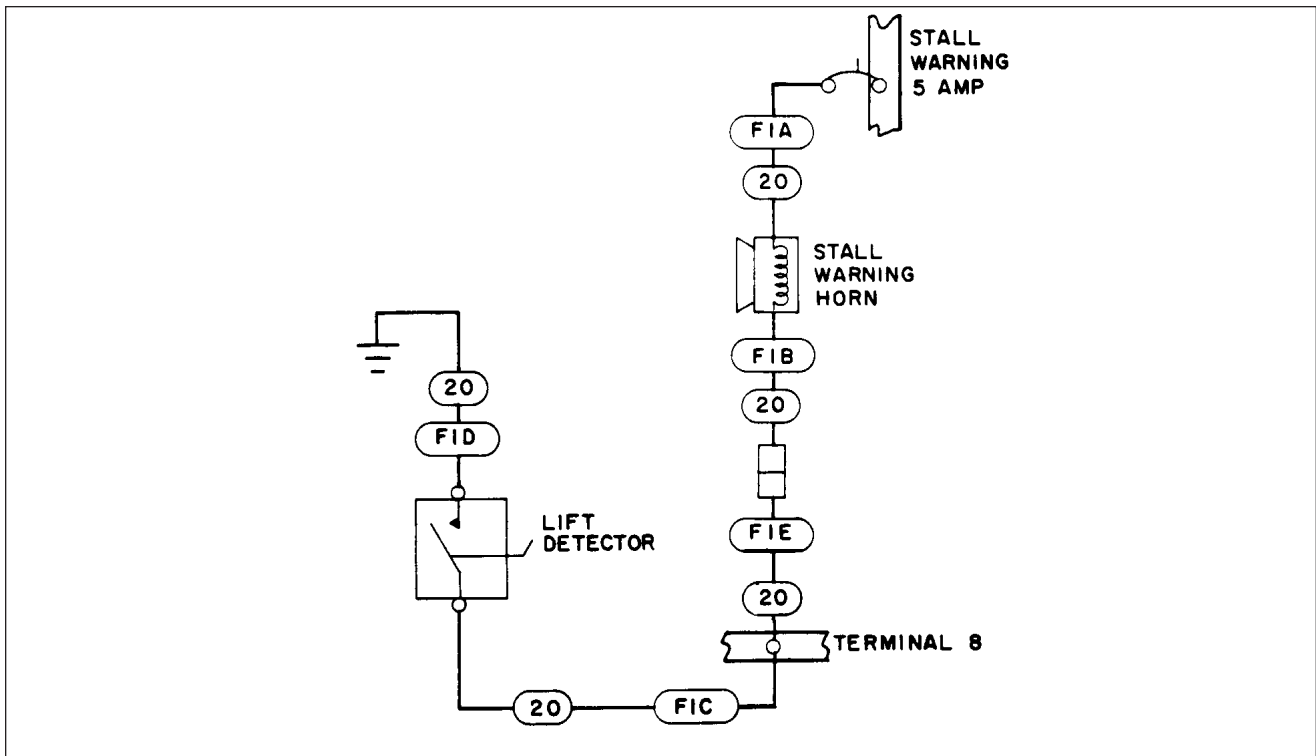 STALL
WARNING
5 AMP
F1A
20
STALL
WARNING
HORN
F1B
20
20
F1D
F1E
LIFT
DETECTOR
20
TERMINAL 8
20
F1C